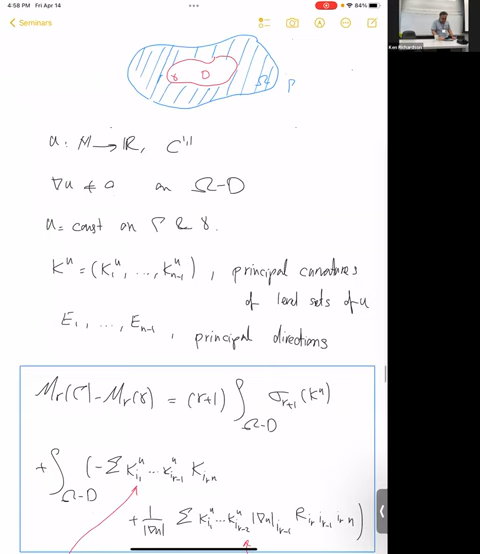 4:58 PM Fri Apr 14
84%
Seminars
Ken Richardson
γ D Ω Γ
u: M → ℝ, C^{1,1}
∇u ≠ 0 on Ω-D
u = const on Γ & γ.
K^u = (K_1^u, ..., K_{n-1}^u), principal curvatures
of level sets of u
E_1, ..., E_{n-1}, principal directions
M_r(Γ) - M_r(γ) = (r+1) ∫_{Ω-D} σ_{r+1}(K^u)
+ ∫_{Ω-D} (-Σ K_{i_1}^u ... K_{i_{r-1}}^u K_{i_r n}
+ 1/|∇u| Σ K_{i_1}^u ... K_{i_{r-2}}^u |∇u|_{i_{r-1}} R_{i_r i_{r-1} i_r n})